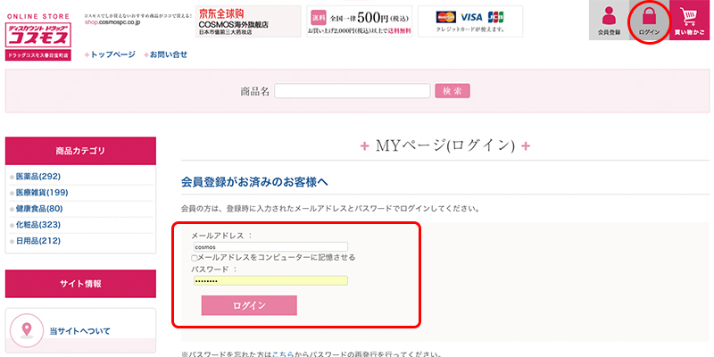 ONLINE STORE
ディスカウント ドラッグ
コスモス
ドラッグコスモス春日宝町店
コスモスでしか買えないおすすめ商品がココで買える!
shop.cosmospc.co.jp
トップページ お問い合せ
京东全球购
COSMOS海外旗舰店
日本市值第三大药妆店
送料 全国一律500円(税込)
お買い上げ2,000円(税込)以上で送料無料
VISA
クレジットカードが使えます。
会員登録
ログイン
買い物かご
商品名 検索
商品カテゴリ
医薬品(292)
医療雑貨(199)
健康食品(80)
化粧品(323)
日用品(212)
サイト情報
当サイトへついて
MYページ(ログイン)
会員登録がお済みのお客様へ
会員の方は、登録時に入力されたメールアドレスとパスワードでログインしてください。
メールアドレス :
cosmos
メールアドレスをコンピューターに記憶させる
パスワード :
••••••••
ログイン
※パスワードを忘れた方はこちらからパスワードの再発行を行ってください。